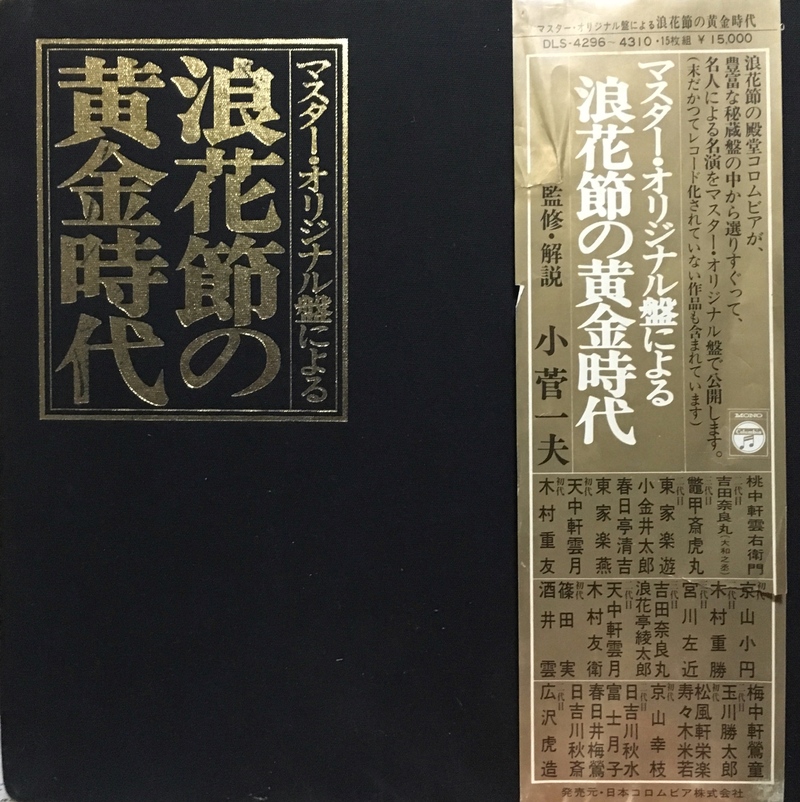 マスター・オリジナル盤による
浪花節の
黄金時代
マスター・オリジナル盤による浪花節の黄金時代
DLS-4296～4310・15枚組 ¥15,000
浪花節の殿堂コロムビアが、
豊富な秘蔵盤の中から選りすぐって、
名人による名演をマスター・オリジナル盤で公開します。
(未だかつてレコード化されていない作品も含まれています)
マスター・オリジナル盤による
浪花節の黄金時代
監修・解説 小菅一夫
MONO
Columbia
桃中軒雲右衛門
二代目 吉田奈良丸(大和之丞)
三代目 鼈甲斎虎丸
二代目 東家楽遊
小金井太郎
春日亭清吉
東家楽燕
初代 天中軒雲月
初代 木村重友
初代 京山小円
二代目 木村重勝
二代目 宮川左近
二代目 吉田奈良丸
浪花亭綾太郎
二代目 天中軒雲月
木村友衛
初代 篠田実
酒井雲
梅中軒鶯童
二代目 玉川勝太郎
初代 松風軒栄楽
寿々木米若
初代 京山幸枝
二代目 日吉川秋水
富士月子
春日井梅鶯
日吉川秋斎
二代目 広沢虎造
発売元・日本コロムビア株式会社